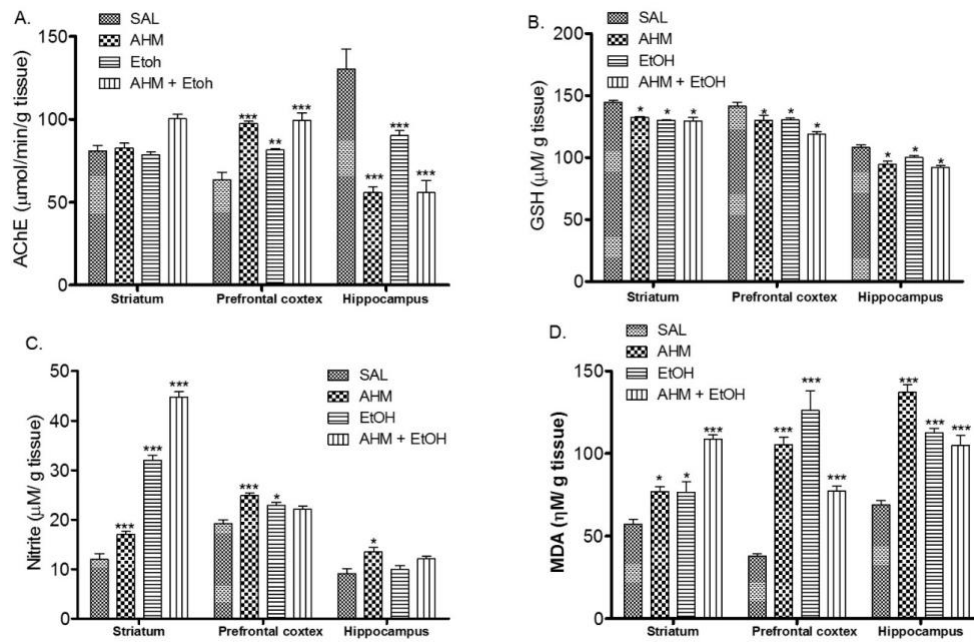 A.
SAL
AHM
Etoh
AHM + Etoh
AChE (μmol/min/g tissue)
150
100
50
0
*** ** ***
*** *** ***
Striatum Prefrontal coxtex Hippocampus
B.
SAL
AHM
EtOH
AHM + EtOH
GSH (μM/ g tissue)
200
150
100
50
0
* * *
* * *
* * *
Striatum Prefrontal coxtex Hippocampus
C.
SAL
AHM
EtOH
AHM + EtOH
Nitrite (μM/ g tissue)
50
40
30
20
10
0
*** *** ***
*** *
*
Striatum Prefrontal coxtex Hippocampus
D.
SAL
AHM
EtOH
AHM + EtOH
MDA (ηM/ g tissue)
200
150
100
50
0
* * ***
*** *** ***
*** *** ***
Striatum Prefrontal coxtex Hippocampus